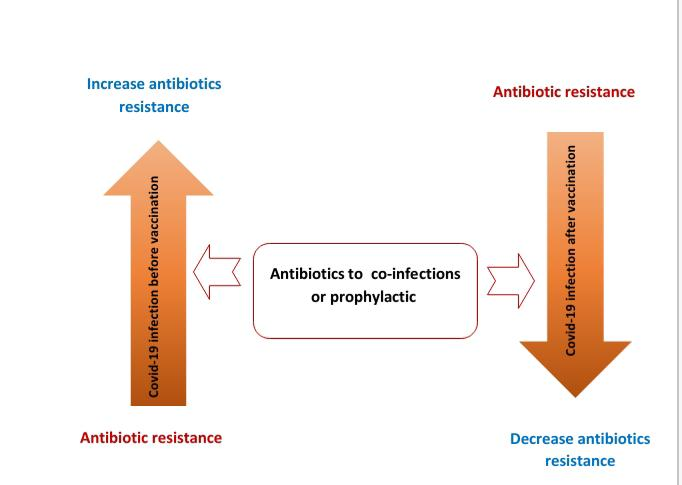 Increase antibiotics
resistance
Antibiotic resistance
Covid-19 infection before vaccination
Antibiotics to  co-infections
or prophylactic
Covid-19 infection after vaccination
Antibiotic resistance
Decrease antibiotics
resistance